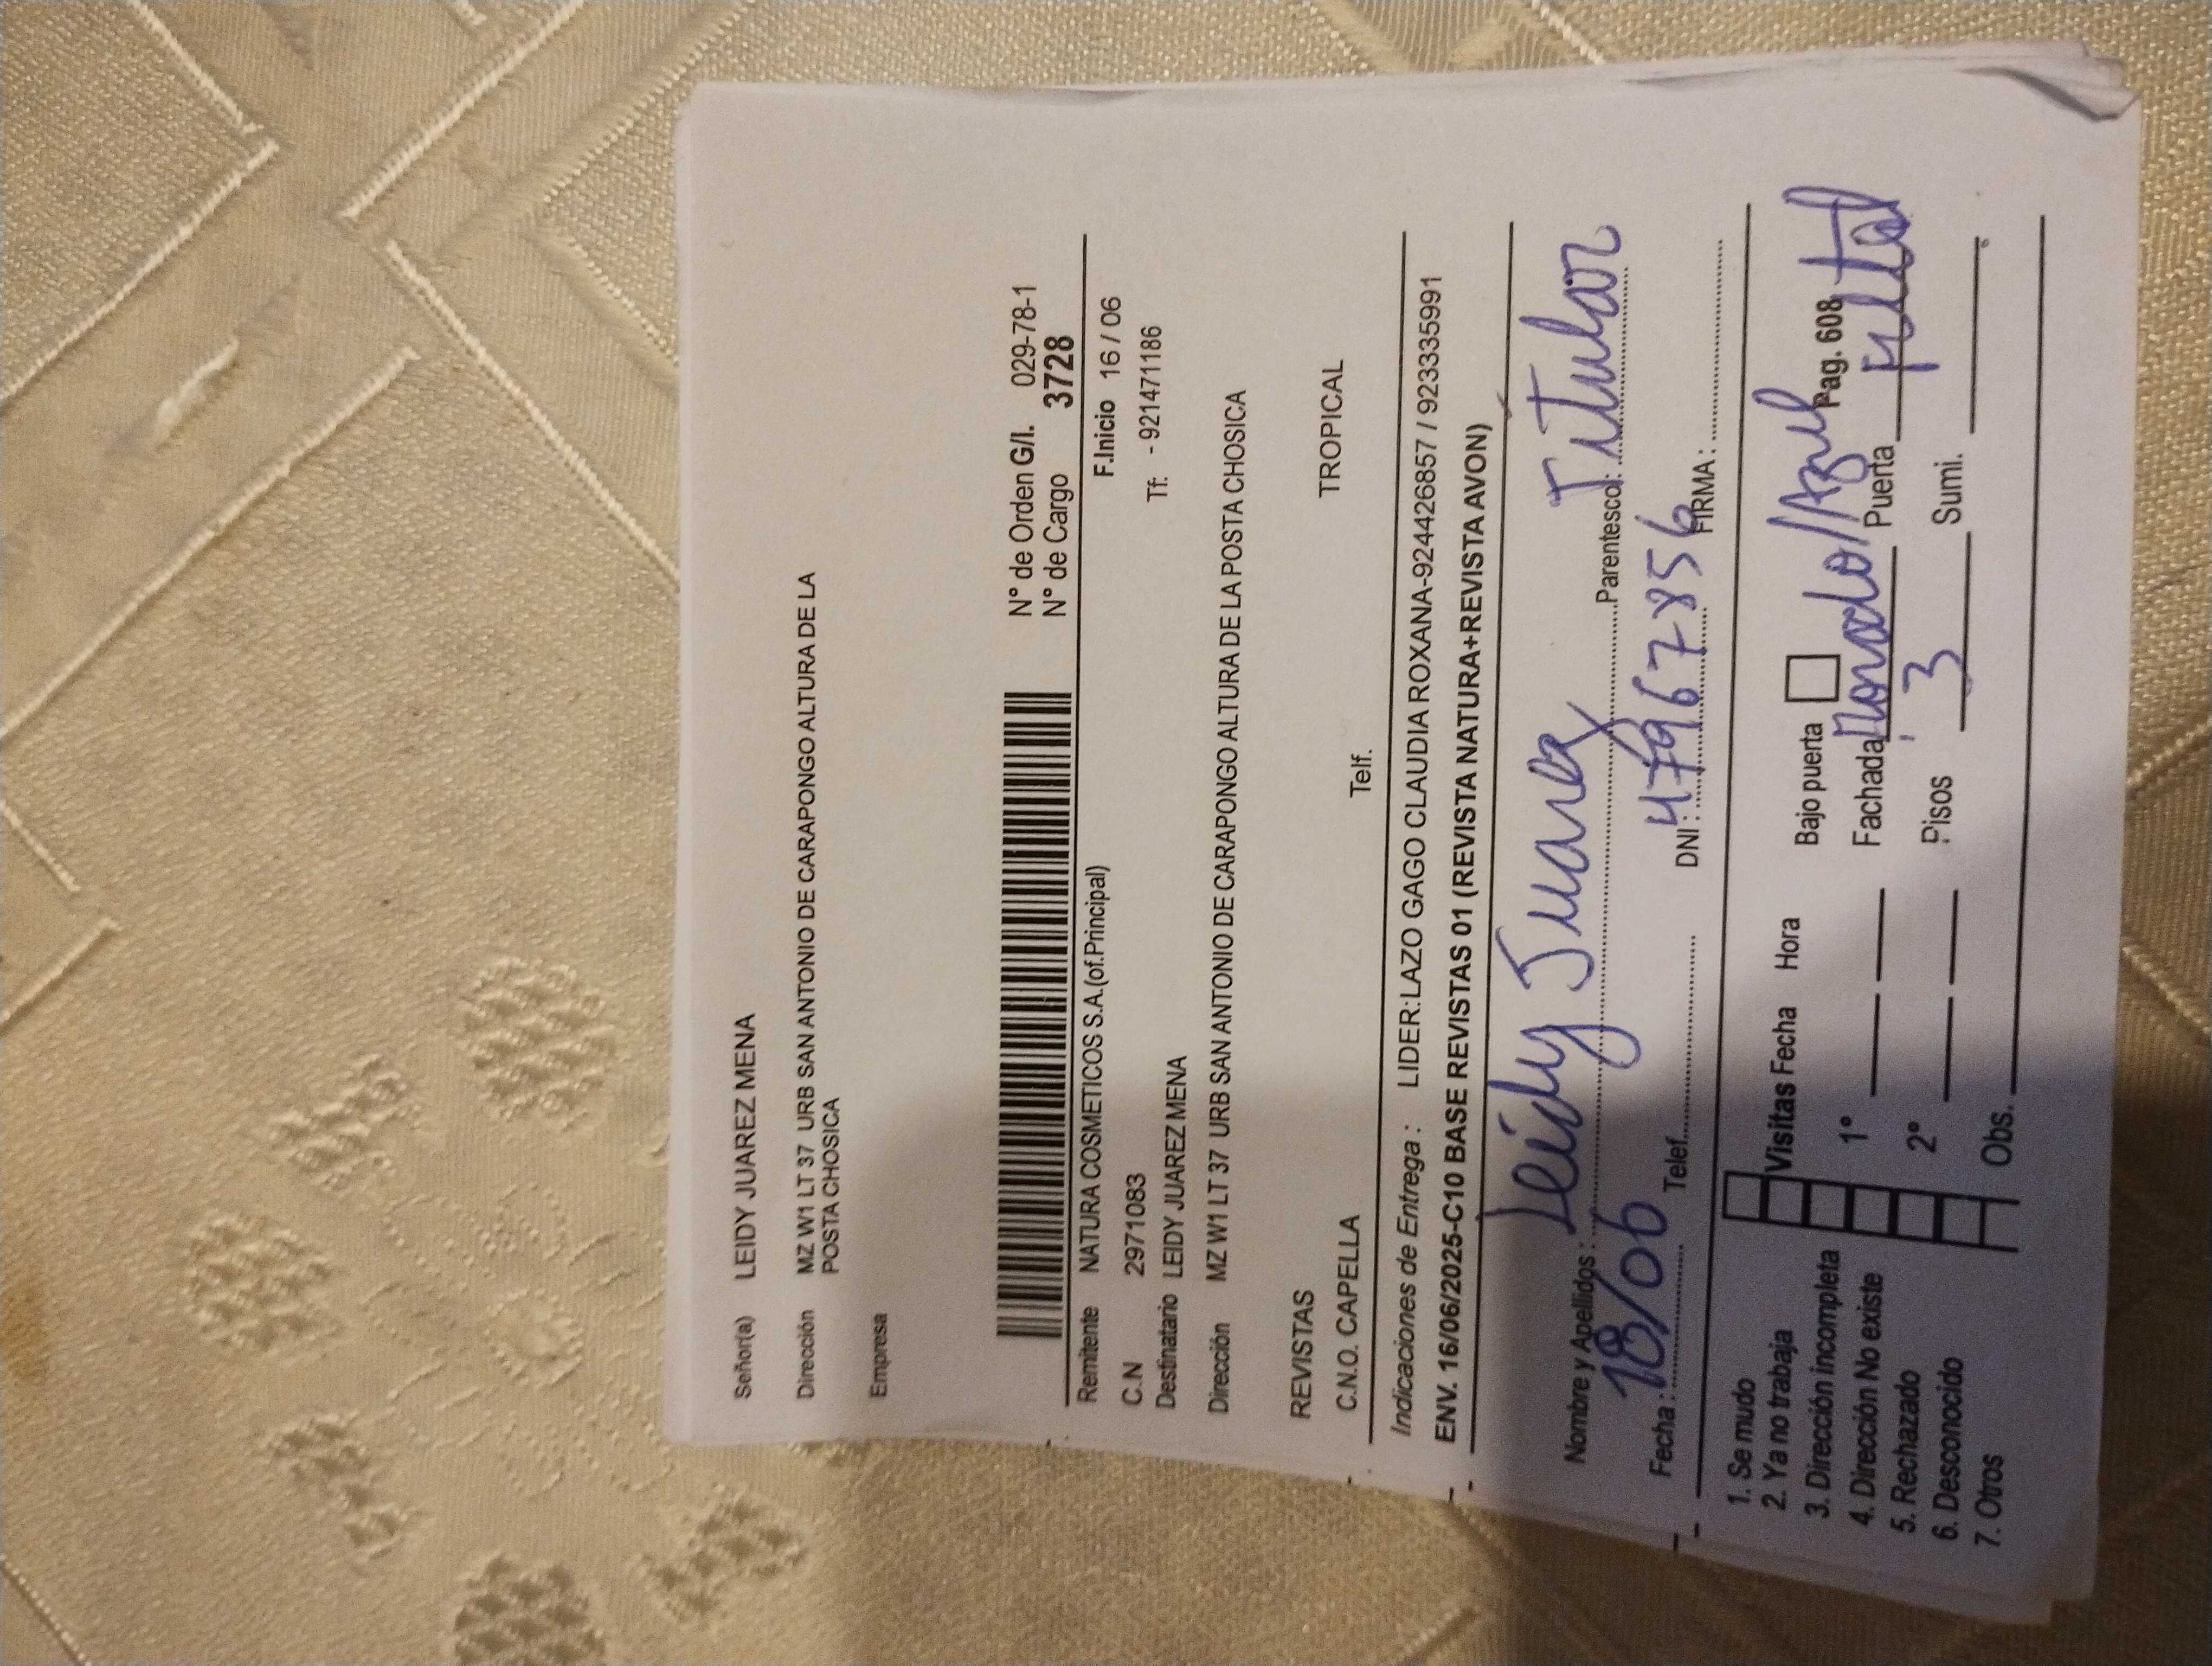 Señor(a) LEIDY JUAREZ MENA
Dirección MZ W1 LT 37 URB SAN ANTONIO DE CARAPONGO ALTURA DE LA
POSTA CHOSICA
Empresa
N° de Orden G/I. 029-78-1
N° de Cargo 3728
Remitente NATURA COSMETICOS S.A.(of.Principal) F.Inicio 16 / 06
C.N 2971083 Tf: - 921471186
Destinatario LEIDY JUAREZ MENA
Dirección MZ W1 LT 37 URB SAN ANTONIO DE CARAPONGO ALTURA DE LA POSTA CHOSICA
REVISTAS TROPICAL
C.N.O. CAPELLA Telf.
Indicaciones de Entrega : LIDER:LAZO GAGO CLAUDIA ROXANA-924426857 / 923335991
ENV. 16/06/2025-C10 BASE REVISTAS 01 (REVISTA NATURA+REVISTA AVON)
Nombre y Apellidos : Leidy Juarez Parentesco: Titular
Fecha : 18/06 Telef. DNI : 47967856 FIRMA :
1. Se mudo
2. Ya no trabaja Visitas Fecha Hora Bajo puerta Pag. 608
3. Dirección incompleta 1° Fachada /Azul Puerta
4. Dirección No existe
5. Rechazado 2° Pisos 3 Sumi.
6. Desconocido
7. Otros Obs.